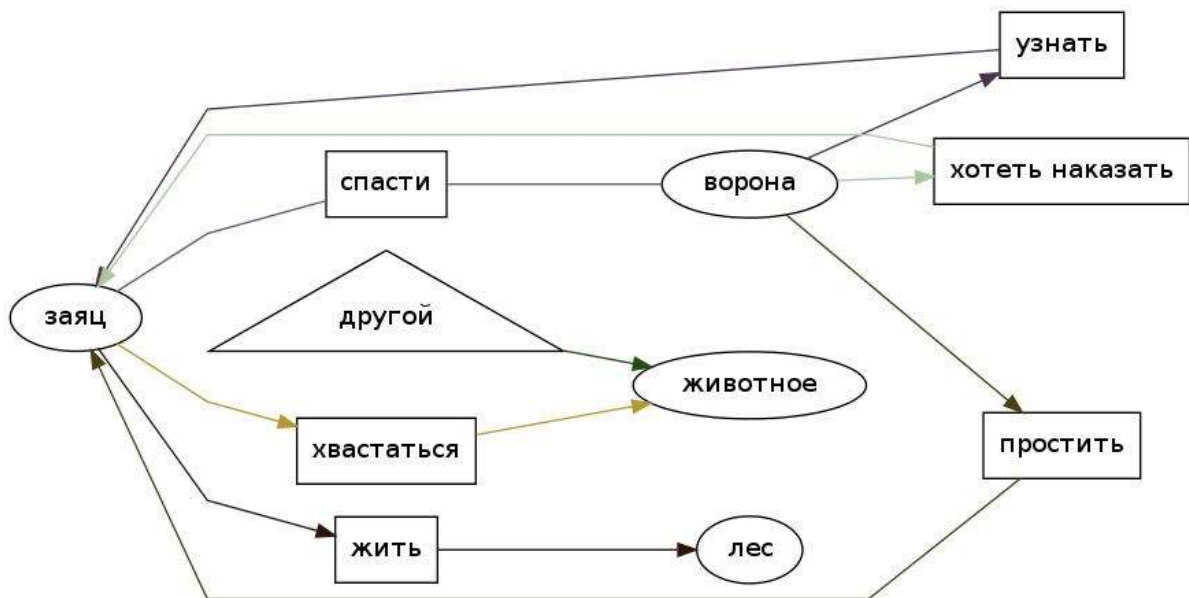 узнать
хотеть наказать
спасти
ворона
заяц
другой
животное
хвастаться
простить
жить
лес